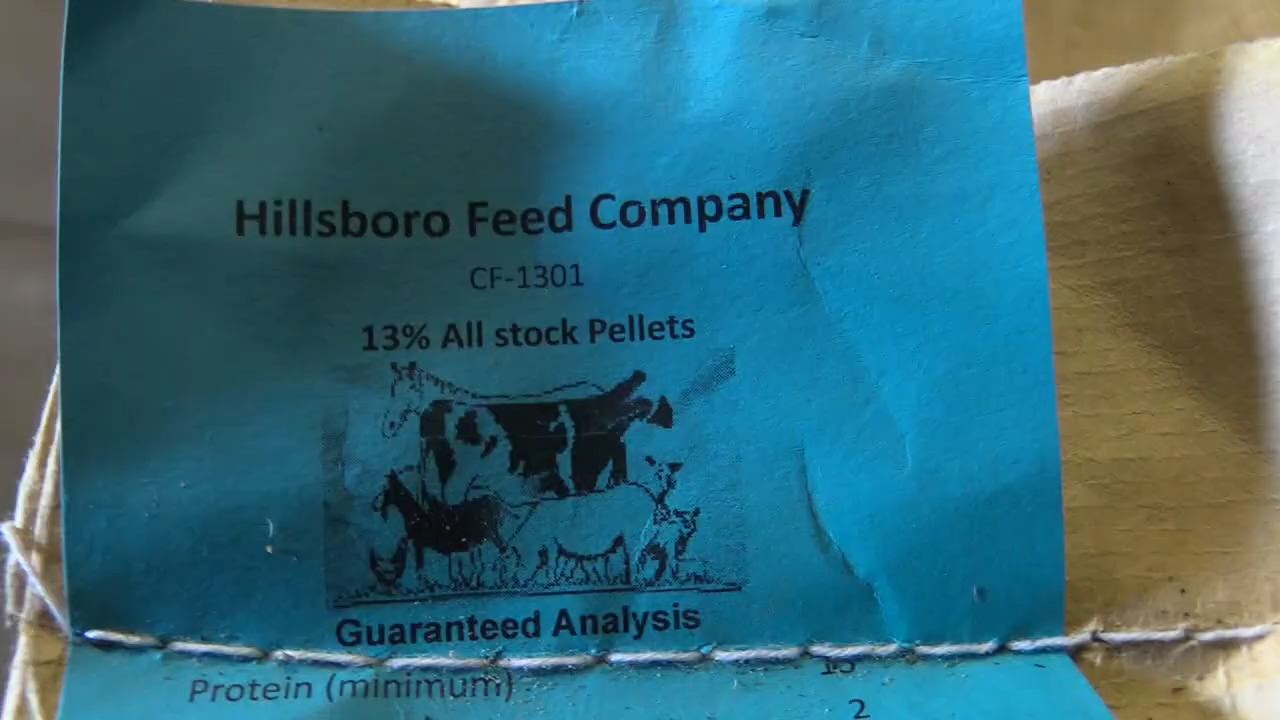 Hillsboro Feed Company
CF-1301
13% All stock Pellets
Guaranteed Analysis
Protein (minimum)
2